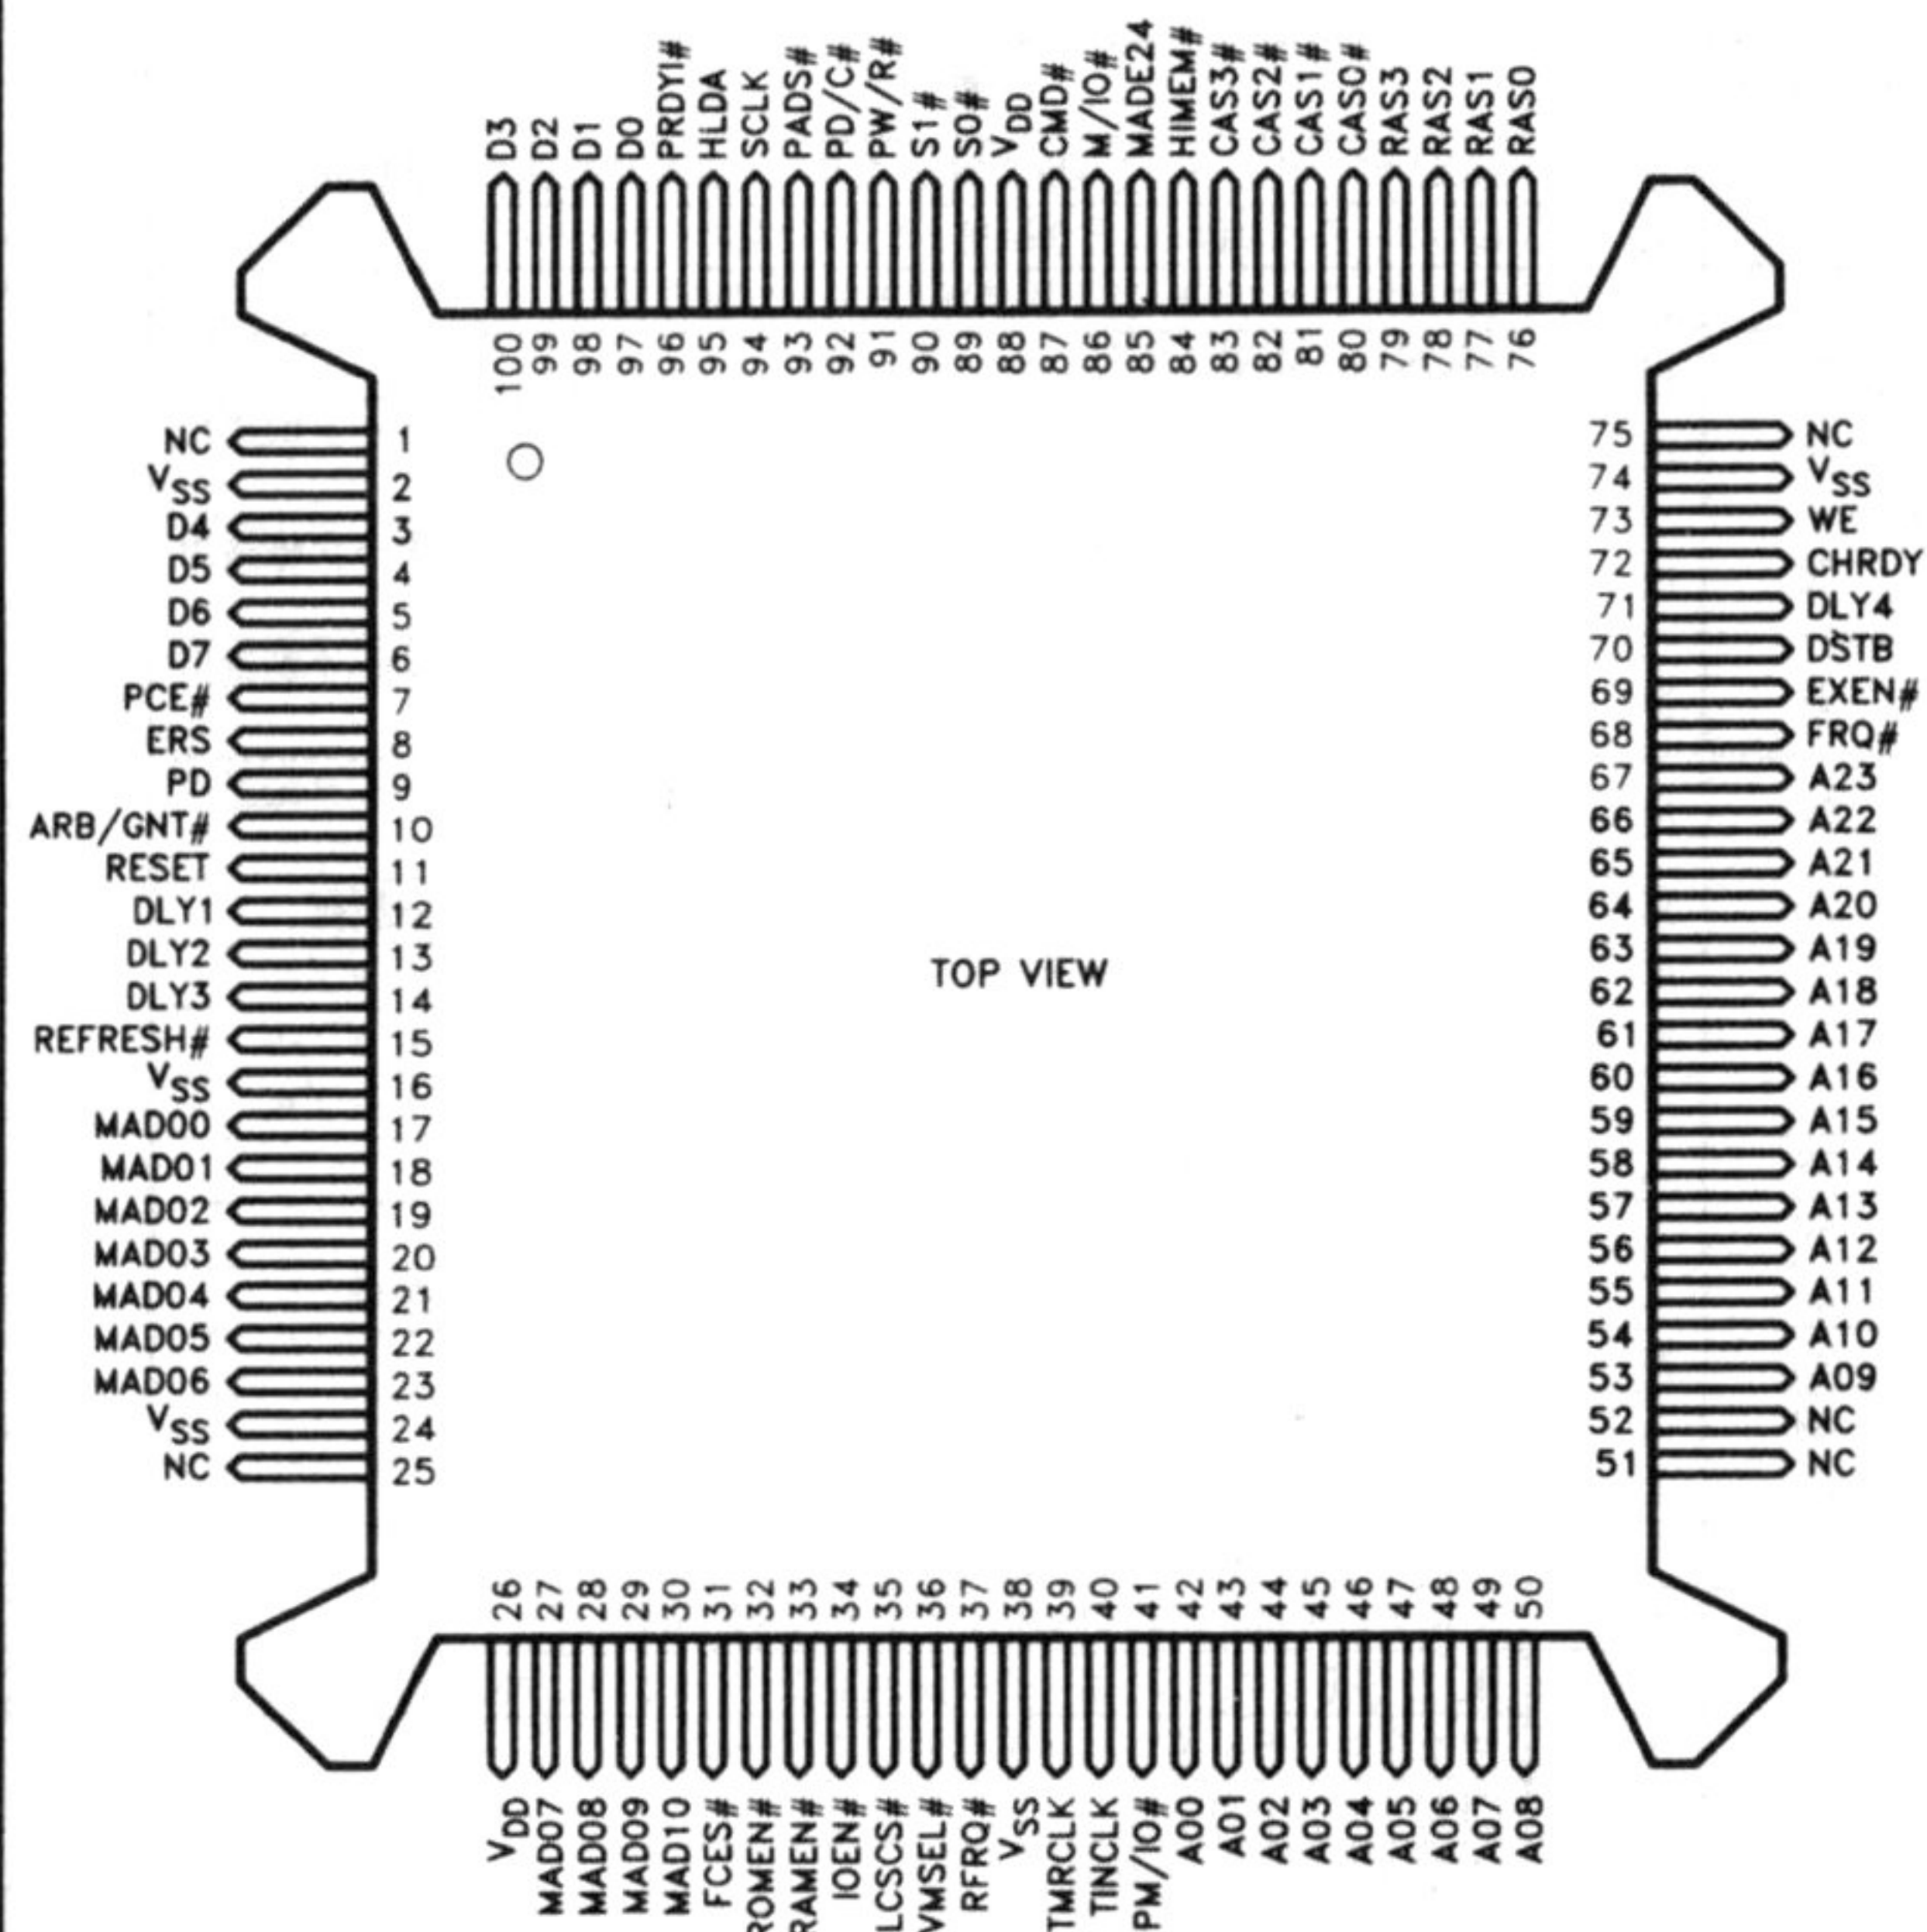 D3 D2 D1 D0 PRDYI# HLDA SCLK PADS# PD/C# PW/R# S1# S0# VDD CMD# M/IO# MADE24 HIMEM# CAS3# CAS2# CAS1# CAS0# RAS3 RAS2 RAS1 RAS0
100 99 98 97 96 95 94 93 92 91 90 89 88 87 86 85 84 83 82 81 80 79 78 77 76
NC 1 75 NC
VSS 2 74 VSS
D4 3 73 WE
D5 4 72 CHRDY
D6 5 71 DLY4
D7 6 70 DSTB
PCE# 7 69 EXEN#
ERS 8 68 FRQ#
PD 9 67 A23
ARB/GNT# 10 66 A22
RESET 11 65 A21
DLY1 12 64 A20
DLY2 13 63 A19
TOP VIEW
DLY3 14 62 A18
REFRESH# 15 61 A17
VSS 16 60 A16
MAD00 17 59 A15
MAD01 18 58 A14
MAD02 19 57 A13
MAD03 20 56 A12
MAD04 21 55 A11
MAD05 22 54 A10
MAD06 23 53 A09
VSS 24 52 NC
NC 25 51 NC
26 27 28 29 30 31 32 33 34 35 36 37 38 39 40 41 42 43 44 45 46 47 48 49 50
VDD MAD07 MAD08 MAD09 MAD10 FCES# ROMEN# RAMEN# IOEN# LCSCS# VMSEL# RFRQ# VSS TMRCLK TINCLK PM/IO# A00 A01 A02 A03 A04 A05 A06 A07 A08